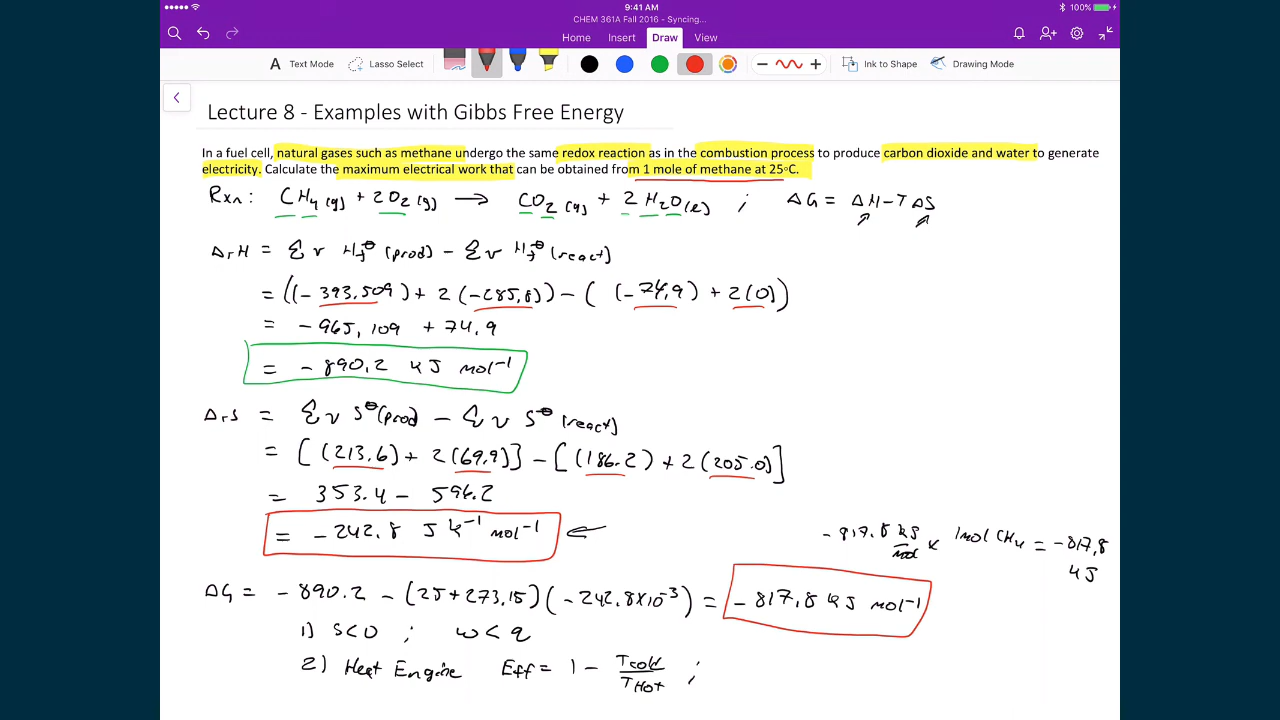 9:41 AM
100%
CHEM 361A Fall 2016 - Syncing...
Home Insert Draw View
Text Mode Lasso Select Ink to Shape Drawing Mode
Lecture 8 - Examples with Gibbs Free Energy
In a fuel cell, natural gases such as methane undergo the same redox reaction as in the combustion process to produce carbon dioxide and water to generate
electricity. Calculate the maximum electrical work that can be obtained from 1 mole of methane at 25◦C.
Rxn: CH₄(g) + 2O₂(g) → CO₂(g) + 2H₂O(l) ; ΔG = ΔH-TΔS
ΔrH = Σ ν Hf⦵(prod) - Σ ν Hf⦵(react)
= ((-393.509) + 2(-285.8)) - ((-74.9) + 2(0))
= -965.109 + 74.9
= -890.2 kJ mol⁻¹
ΔrS = Σ ν S⦵(prod) - Σ ν S⦵(react)
= [(213.6) + 2(69.9)] - [(186.2) + 2(205.0)]
= 353.4 - 596.2
= -242.8 J K⁻¹ mol⁻¹
-817.8 kJ/mol × 1mol CH₄ = -817.8 kJ
ΔG = -890.2 - (25+273.15)(-242.8×10⁻³) = -817.8 kJ mol⁻¹
1) S<0 ; w < q
2) Heat Engine Eff = 1 - Tcold/THot ;